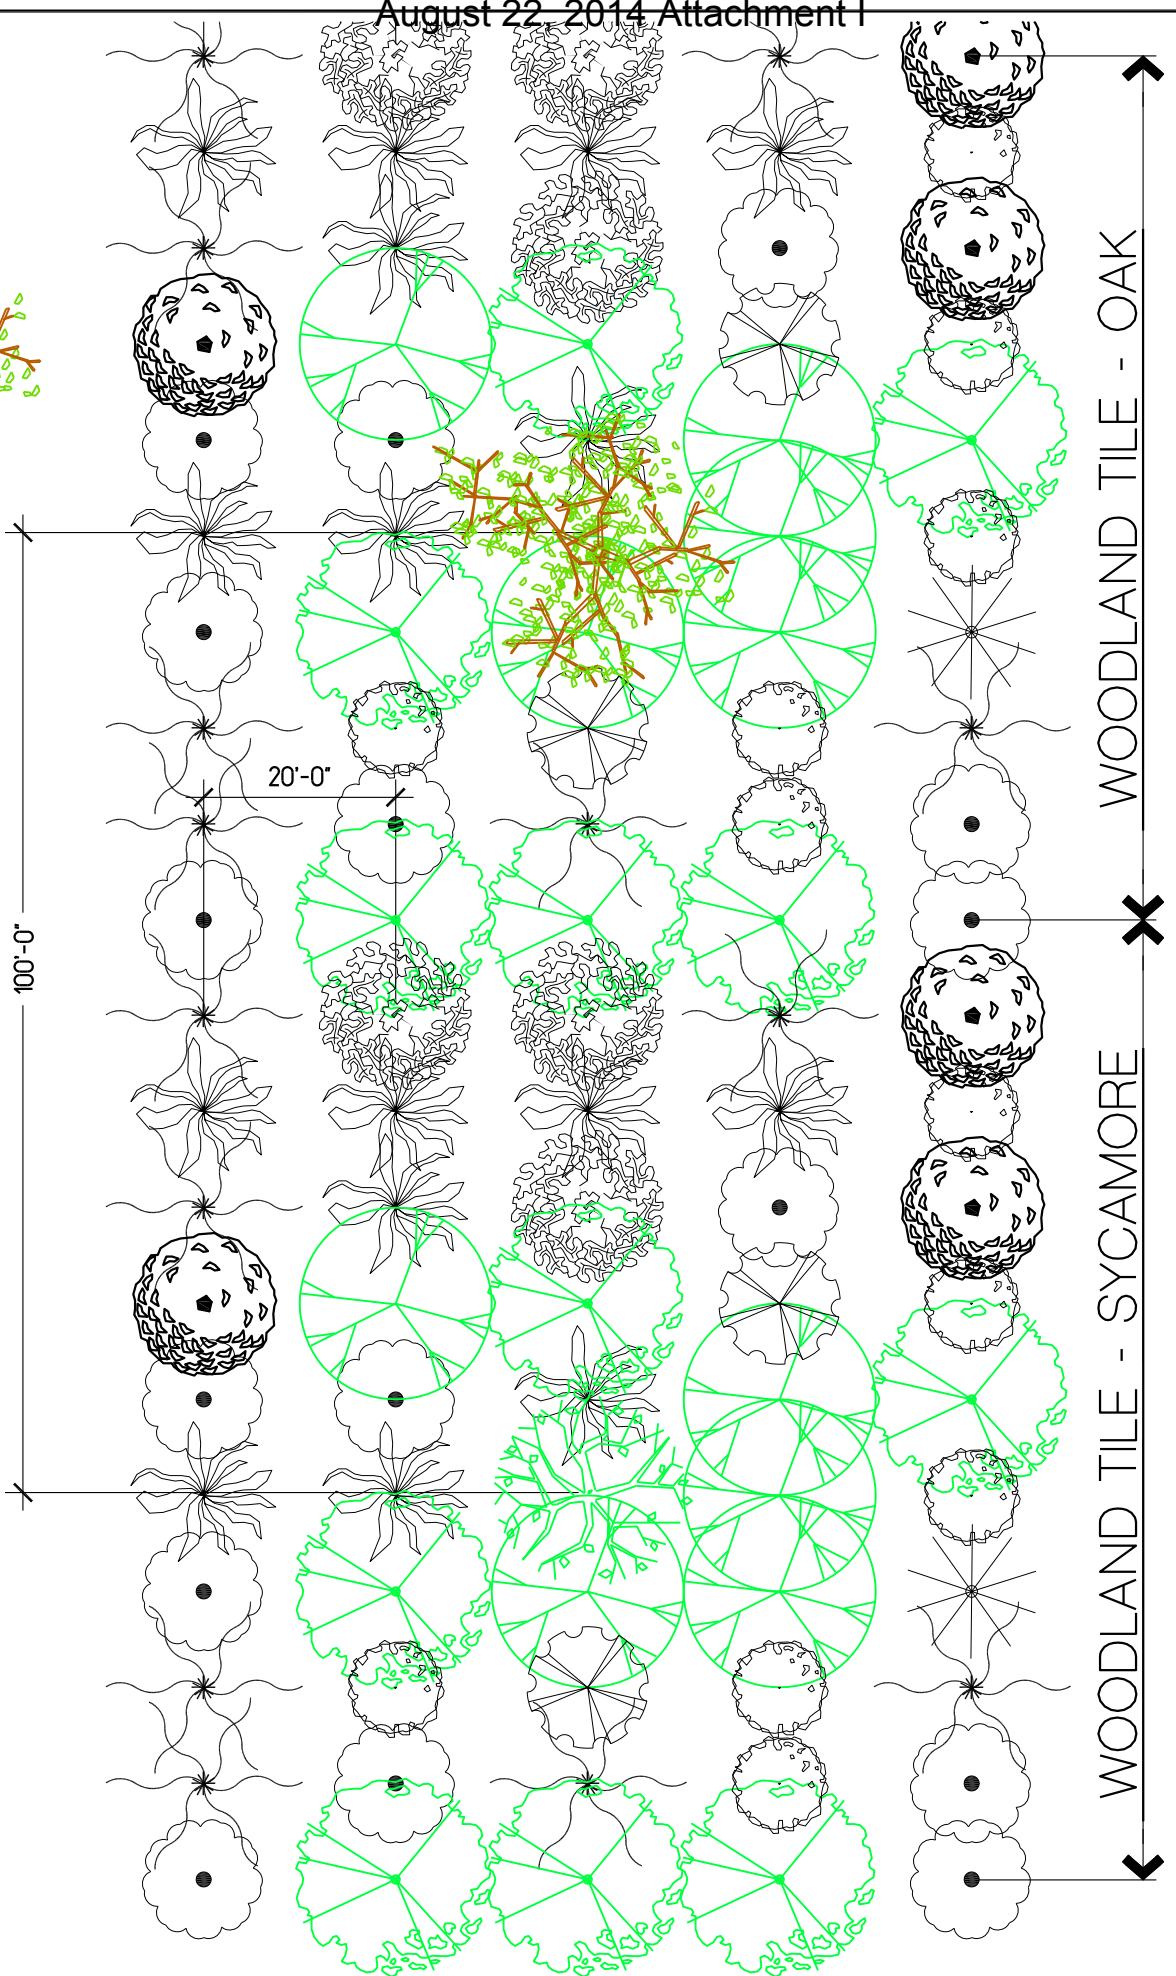 August 22, 2014 Attachment I
WOODLAND TILE - OAK
20'-0"
100'-0"
WOODLAND TILE - SYCAMORE